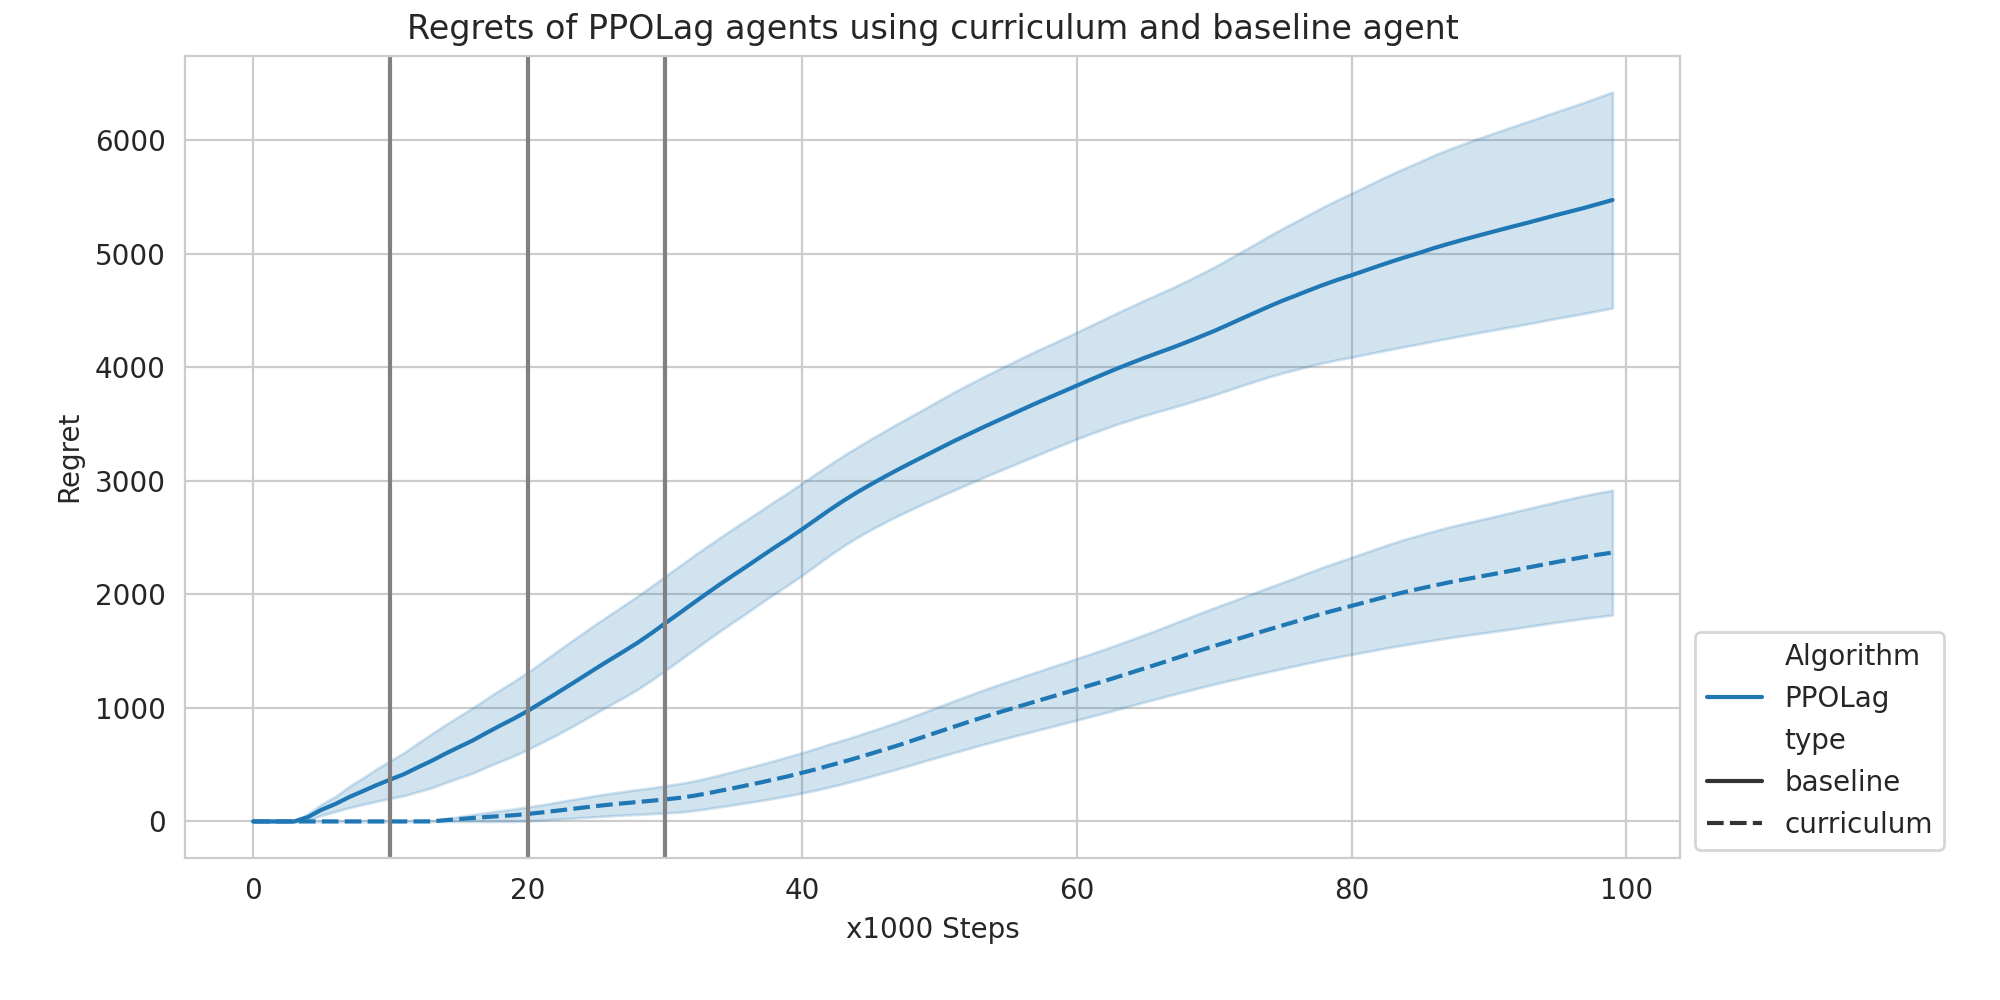 Regrets of PPOLag agents using curriculum and baseline agent
6000
5000
4000
3000
2000
1000
0
Regret
0 20 40 60 80 100
x1000 Steps
Algorithm
PPOLag
type
baseline
curriculum